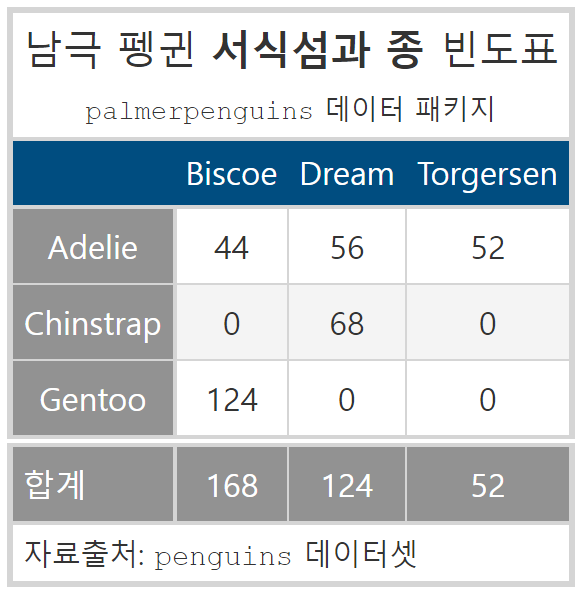 남극 펭귄 서식섬과 종 빈도표
palmerpenguins 데이터 패키지
Biscoe Dream Torgersen
Adelie 44 56 52
Chinstrap 0 68 0
Gentoo 124 0 0
합계 168 124 52
자료출처: penguins 데이터셋